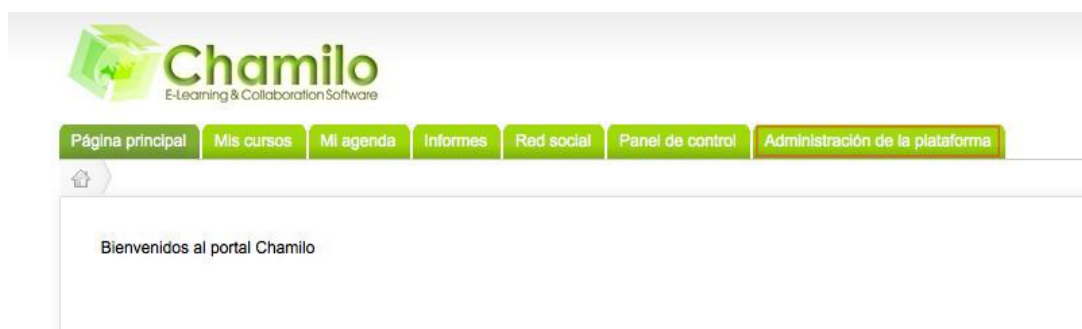 Chamilo
E-Learning & Collaboration Software
Página principal Mis cursos Mi agenda Informes Red social Panel de control Administración de la plataforma
Bienvenidos al portal Chamilo